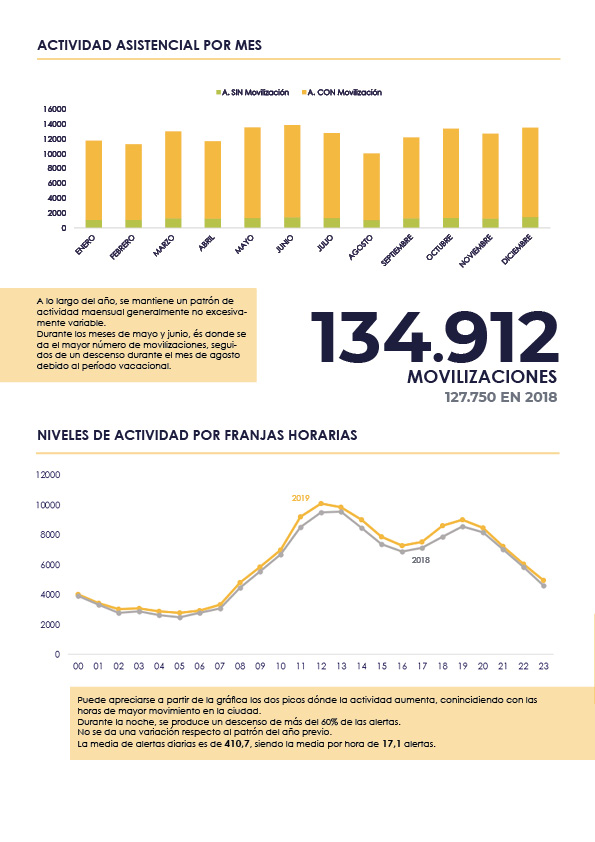 ACTIVIDAD ASISTENCIAL POR MES
A. SIN Movilización A. CON Movilización
16000
14000
12000
10000
8000
6000
4000
2000
0
ENERO FEBRERO MARZO ABRIL MAYO JUNIO JULIO AGOSTO SEPTIEMBRE OCTUBRE NOVIEMBRE DICIEMBRE
A lo largo del año, se mantiene un patrón de
actividad maensual generalmente no excesiva-
mente variable.
Durante los meses de mayo y junio, és donde se
da el mayor número de movilizaciones, segui-
dos de un descenso durante el mes de agosto
debido al período vacacional.
134.912
MOVILIZACIONES
127.750 EN 2018
NIVELES DE ACTIVIDAD POR FRANJAS HORARIAS
12000
10000
8000
6000
4000
2000
0
2019
2018
00 01 02 03 04 05 06 07 08 09 10 11 12 13 14 15 16 17 18 19 20 21 22 23
Puede apreciarse a partir de la gráfica los dos picos dónde la actividad aumenta, conincidiendo con las
horas de mayor movimiento en la ciudad.
Durante la noche, se produce un descenso de más del 60% de las alertas.
No se da una variación respecto al patrón del año previo.
La media de alertas diarias es de 410,7, siendo la media por hora de 17,1 alertas.